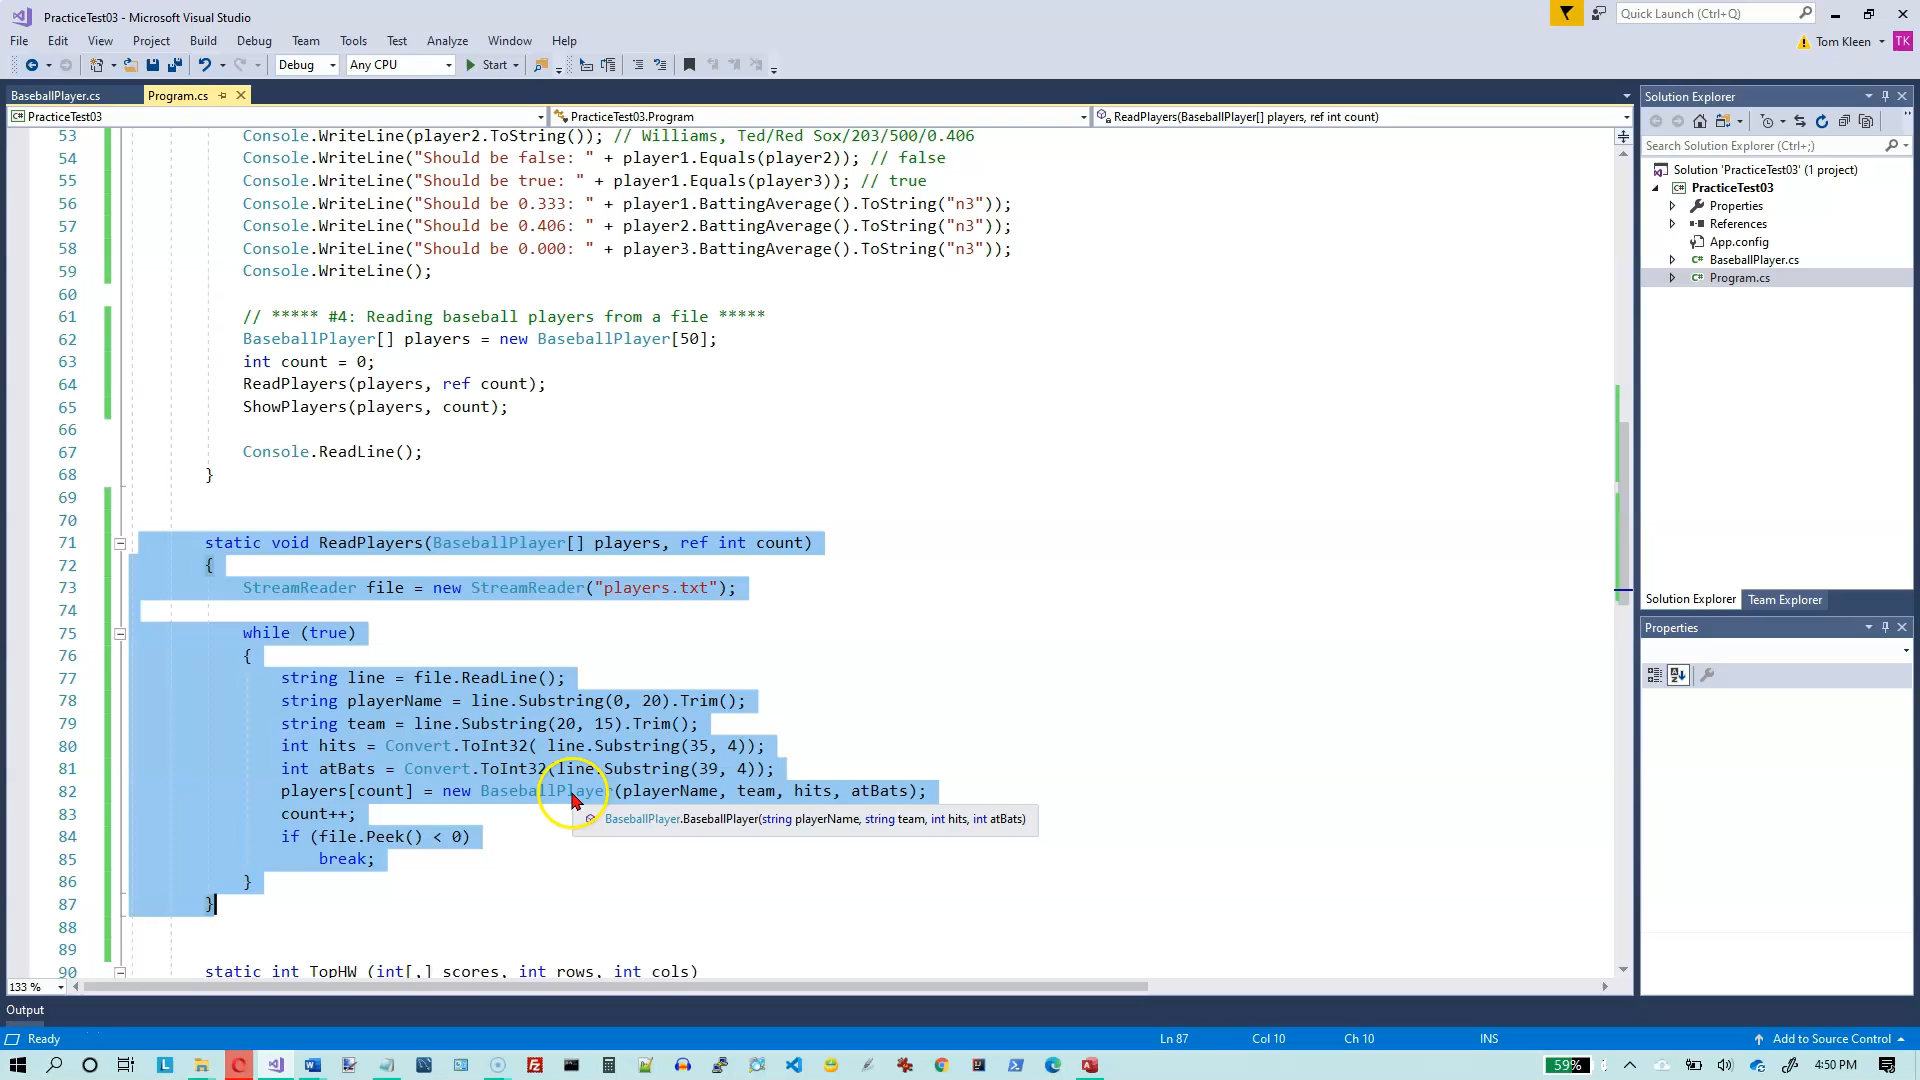 PracticeTest03 - Microsoft Visual Studio
Quick Launch (Ctrl+Q)
File Edit View Project Build Debug Team Tools Test Analyze Window Help
Tom Kleen TK
Debug Any CPU Start
BaseballPlayer.cs Program.cs
PracticeTest03 PracticeTest03.Program ReadPlayers(BaseballPlayer[] players, ref int count)
53 Console.WriteLine(player2.ToString()); // Williams, Ted/Red Sox/203/500/0.406
54 Console.WriteLine("Should be false: " + player1.Equals(player2)); // false
55 Console.WriteLine("Should be true: " + player1.Equals(player3)); // true
56 Console.WriteLine("Should be 0.333: " + player1.BattingAverage().ToString("n3"));
57 Console.WriteLine("Should be 0.406: " + player2.BattingAverage().ToString("n3"));
58 Console.WriteLine("Should be 0.000: " + player3.BattingAverage().ToString("n3"));
59 Console.WriteLine();
60
61 // ***** #4: Reading baseball players from a file *****
62 BaseballPlayer[] players = new BaseballPlayer[50];
63 int count = 0;
64 ReadPlayers(players, ref count);
65 ShowPlayers(players, count);
66
67 Console.ReadLine();
68 }
69
70
71 static void ReadPlayers(BaseballPlayer[] players, ref int count)
72 {
73 StreamReader file = new StreamReader("players.txt");
74
75 while (true)
76 {
77 string line = file.ReadLine();
78 string playerName = line.Substring(0, 20).Trim();
79 string team = line.Substring(20, 15).Trim();
80 int hits = Convert.ToInt32( line.Substring(35, 4));
81 int atBats = Convert.ToInt32(line.Substring(39, 4));
82 players[count] = new BaseballPlayer(playerName, team, hits, atBats);
83 count++;
BaseballPlayer.BaseballPlayer(string playerName, string team, int hits, int atBats)
84 if (file.Peek() < 0)
85 break;
86 }
87 }
88
89
90 static int TopHW (int[,] scores, int rows, int cols)
133 %
Solution Explorer
Search Solution Explorer (Ctrl+;)
Solution 'PracticeTest03' (1 project)
PracticeTest03
Properties
References
App.config
BaseballPlayer.cs
Program.cs
Solution Explorer Team Explorer
Properties
Output
Ready Ln 87 Col 10 Ch 10 INS Add to Source Control
59% 4:50 PM